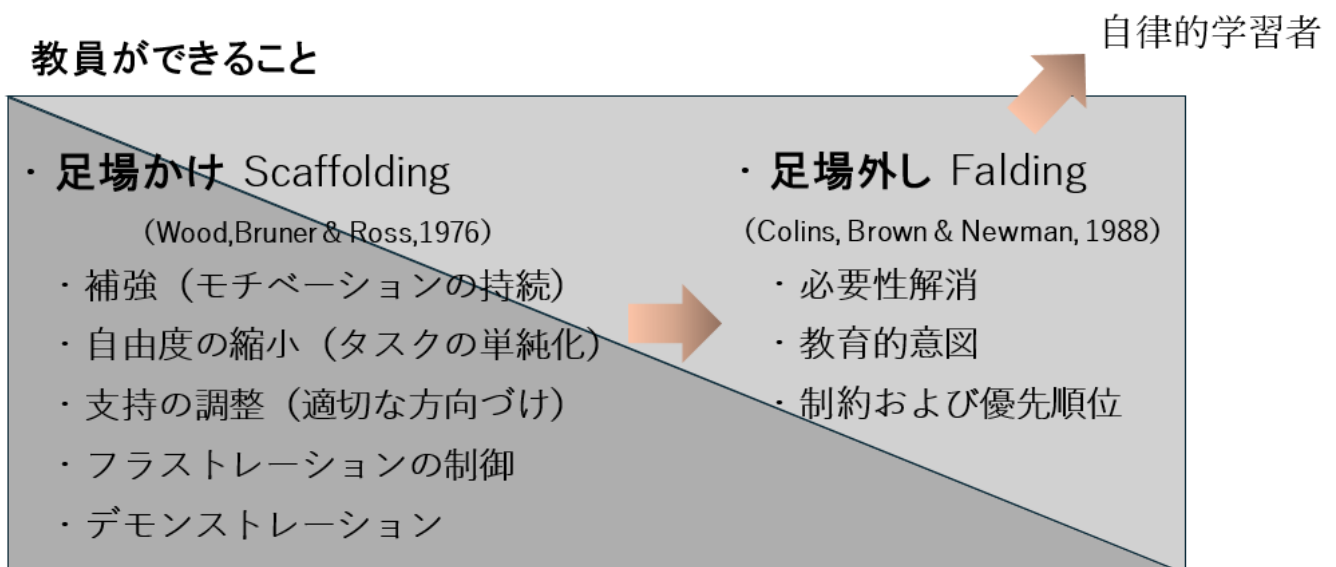 自律的学習者
教員ができること
・足場かけ Scaffolding
(Wood,Bruner & Ross,1976)
・補強（モチベーションの持続）
・自由度の縮小（タスクの単純化）
・支持の調整（適切な方向づけ）
・フラストレーションの制御
・デモンストレーション
・足場外し Falding
(Colins, Brown & Newman, 1988)
・必要性解消
・教育的意図
・制約および優先順位